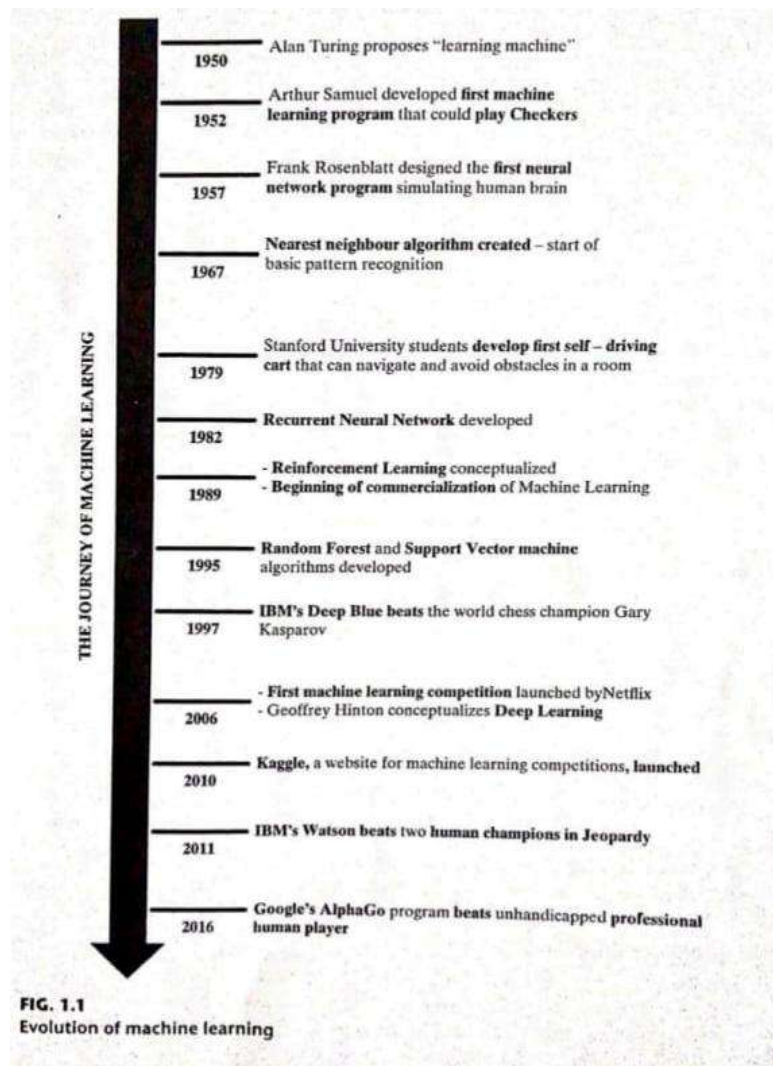 THE JOURNEY OF MACHINE LEARNING
1950
Alan Turing proposes “learning machine”
1952
Arthur Samuel developed first machine
learning program that could play Checkers
1957
Frank Rosenblatt designed the first neural
network program simulating human brain
1967
Nearest neighbour algorithm created – start of
basic pattern recognition
1979
Stanford University students develop first self – driving
cart that can navigate and avoid obstacles in a room
1982
Recurrent Neural Network developed
1989
- Reinforcement Learning conceptualized
- Beginning of commercialization of Machine Learning
1995
Random Forest and Support Vector machine
algorithms developed
1997
IBM's Deep Blue beats the world chess champion Gary
Kasparov
2006
- First machine learning competition launched byNetflix
- Geoffrey Hinton conceptualizes Deep Learning
2010
Kaggle, a website for machine learning competitions, launched
2011
IBM's Watson beats two human champions in Jeopardy
2016
Google's AlphaGo program beats unhandicapped professional
human player
FIG. 1.1
Evolution of machine learning